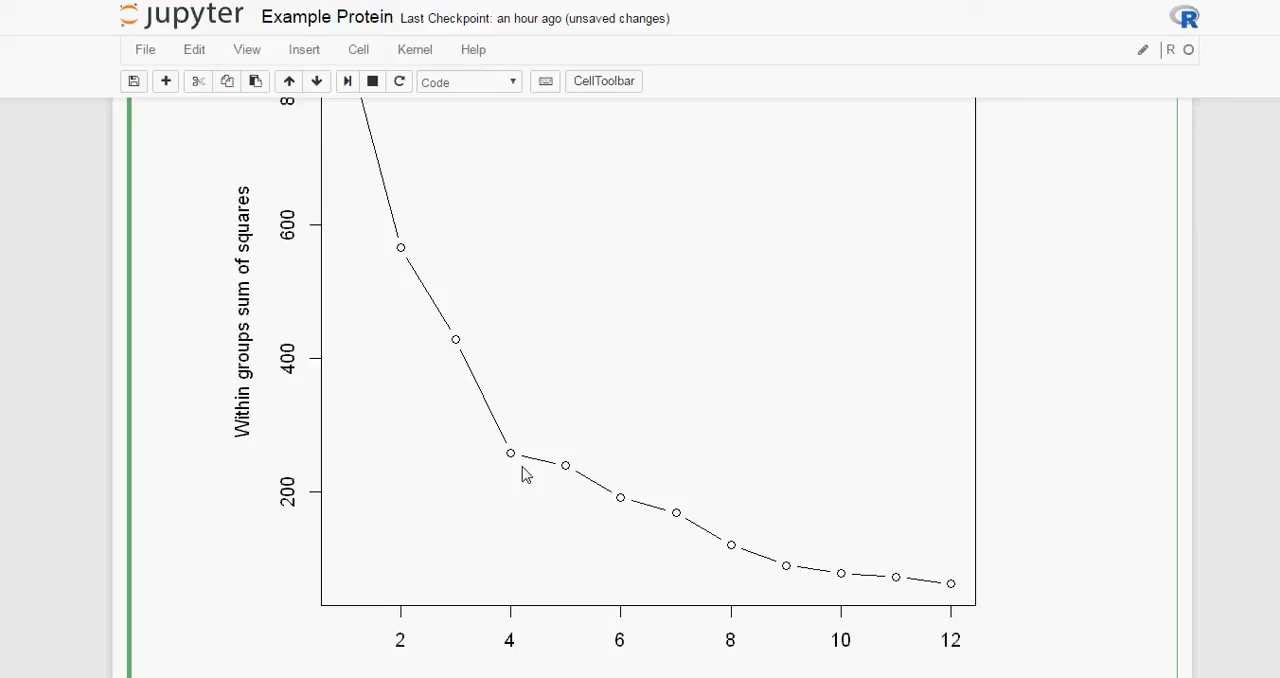 jupyter Example Protein Last Checkpoint: an hour ago (unsaved changes) R
File Edit View Insert Cell Kernel Help R
Code CellToolbar
8
600
400
200
Within groups sum of squares
2 4 6 8 10 12